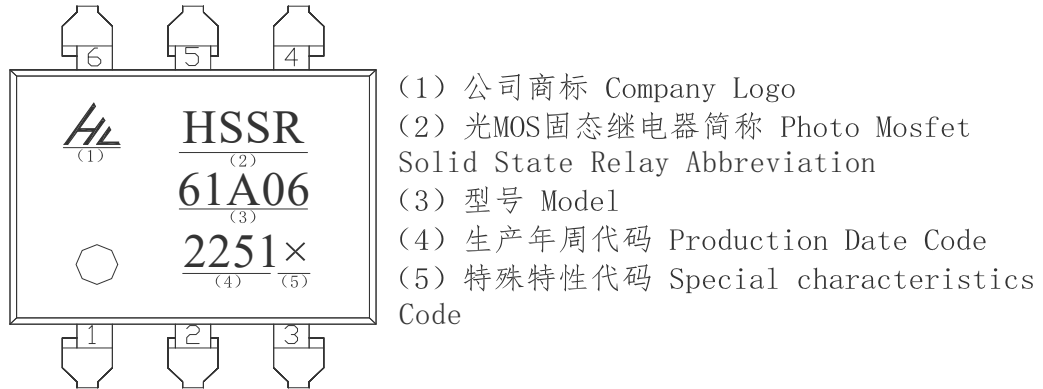 6 5 4
HL
(1)
HSSR
(2)
61A06
(3)
2251×
(4) (5)
1 2 3
(1) 公司商标 Company Logo
(2) 光MOS固态继电器简称 Photo Mosfet
Solid State Relay Abbreviation
(3) 型号 Model
(4) 生产年周代码 Production Date Code
(5) 特殊特性代码 Special characteristics
Code